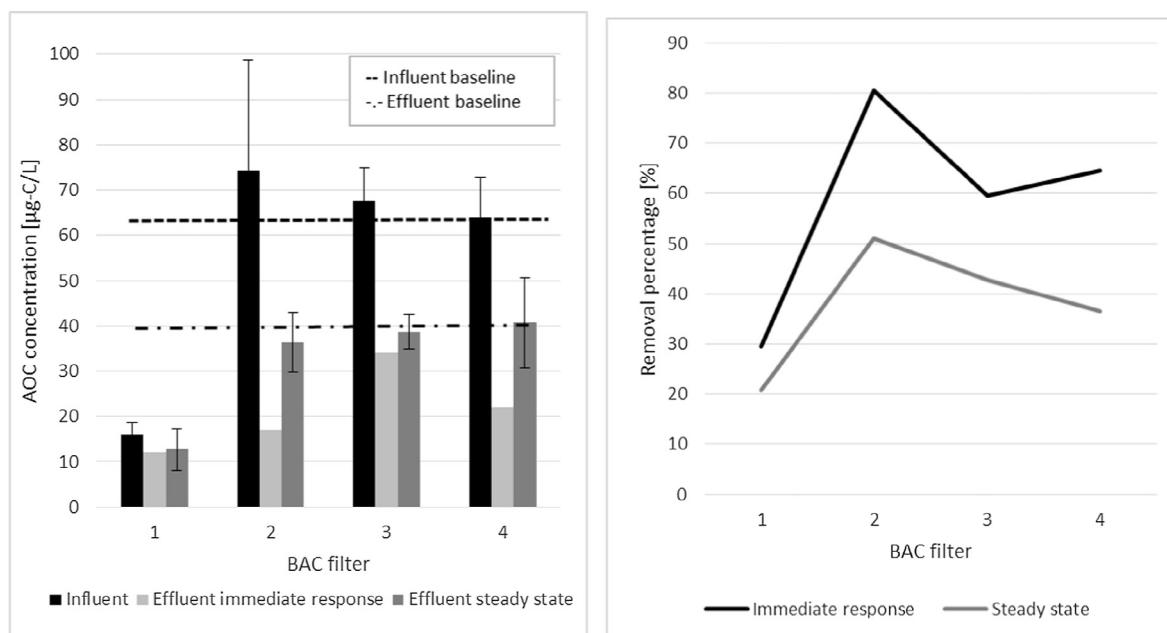 100
90
80
70
60
50
40
30
20
10
0
AOC concentration [µg-C/L]
-- Influent baseline
-.- Effluent baseline
1 2 3 4
BAC filter
Influent Effluent immediate response Effluent steady state
90
80
70
60
50
40
30
20
10
0
Removal percentage [%]
1 2 3 4
BAC filter
Immediate response Steady state